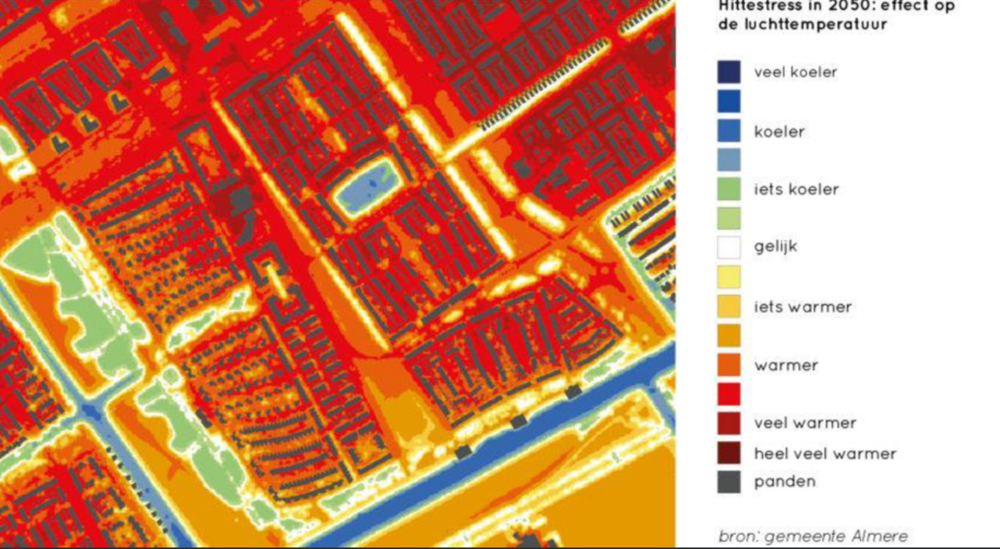 Hittestress in 2050: effect op
de luchttemperatuur
veel koeler
koeler
iets koeler
gelijk
iets warmer
warmer
veel warmer
heel veel warmer
panden
bron: gemeente Almere